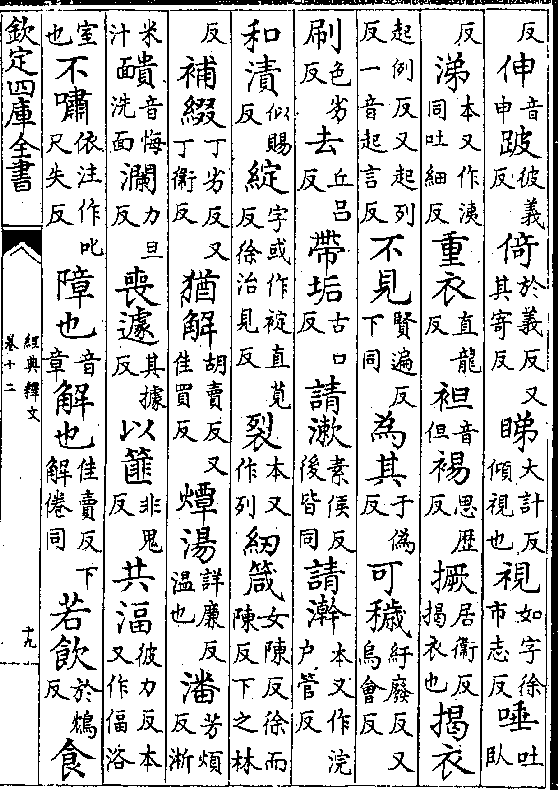 反伸音申跛彼義反倚於義反又其寄反睇大計反傾視也視如字徐市志反唾吐臥
反涕本又作洟同吐細反重衣直龍反袒音但裼思歴反撅居衛反揭衣也揭衣
起例反又起列反一音起言反不見賢遍反下同為其于偽反可穢紆廢反又烏會反
刷色劣反去丘呂反帶垢古口反請漱素侯反後皆同請澣本又作浣户管反
和漬似賜反綻字或作䘺直莧反徐治見反裂本又作列紉箴女陳反徐而陳反下之林
反補綴丁劣反又丁衛反猶解胡賣反又佳買反燂湯詳廉反温也潘芳煩反淅
米汁靧音悔洗面瀾力旦反喪遽其據反以篚非鬼反共湢彼力反本又作偪浴
室也不嘯依注作叱尺失反障也音章解也佳賣反下解倦同若飲於鴆反食
欽定四庫全書
經典釋文
卷十二
十九